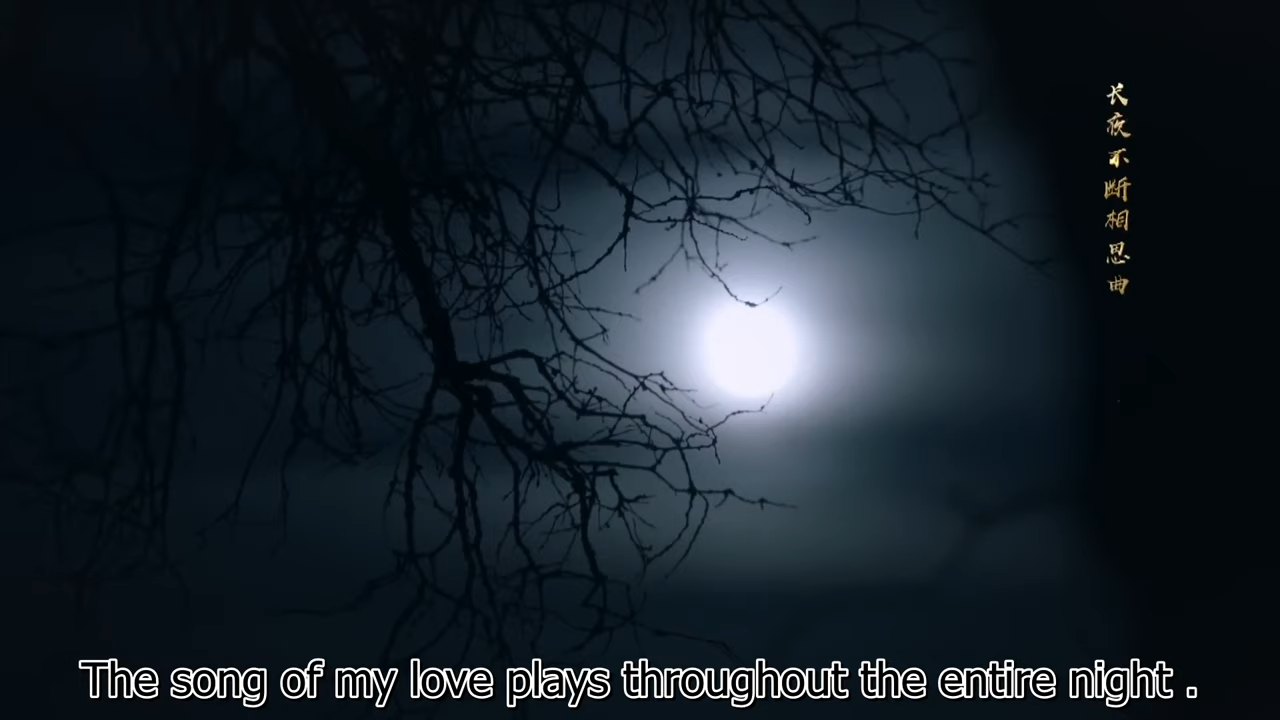 长夜不断相思曲
The song of my love plays throughout the entire night .